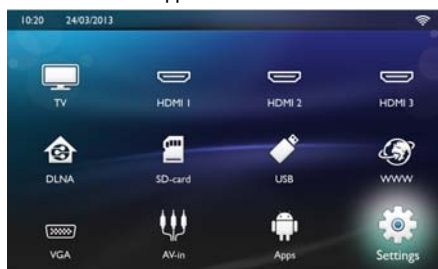 10:20 24/03/2013
TV HDMI 1 HDMI 2 HDMI 3
DLNA SD-card USB WWW
VGA AV-in Apps Settings